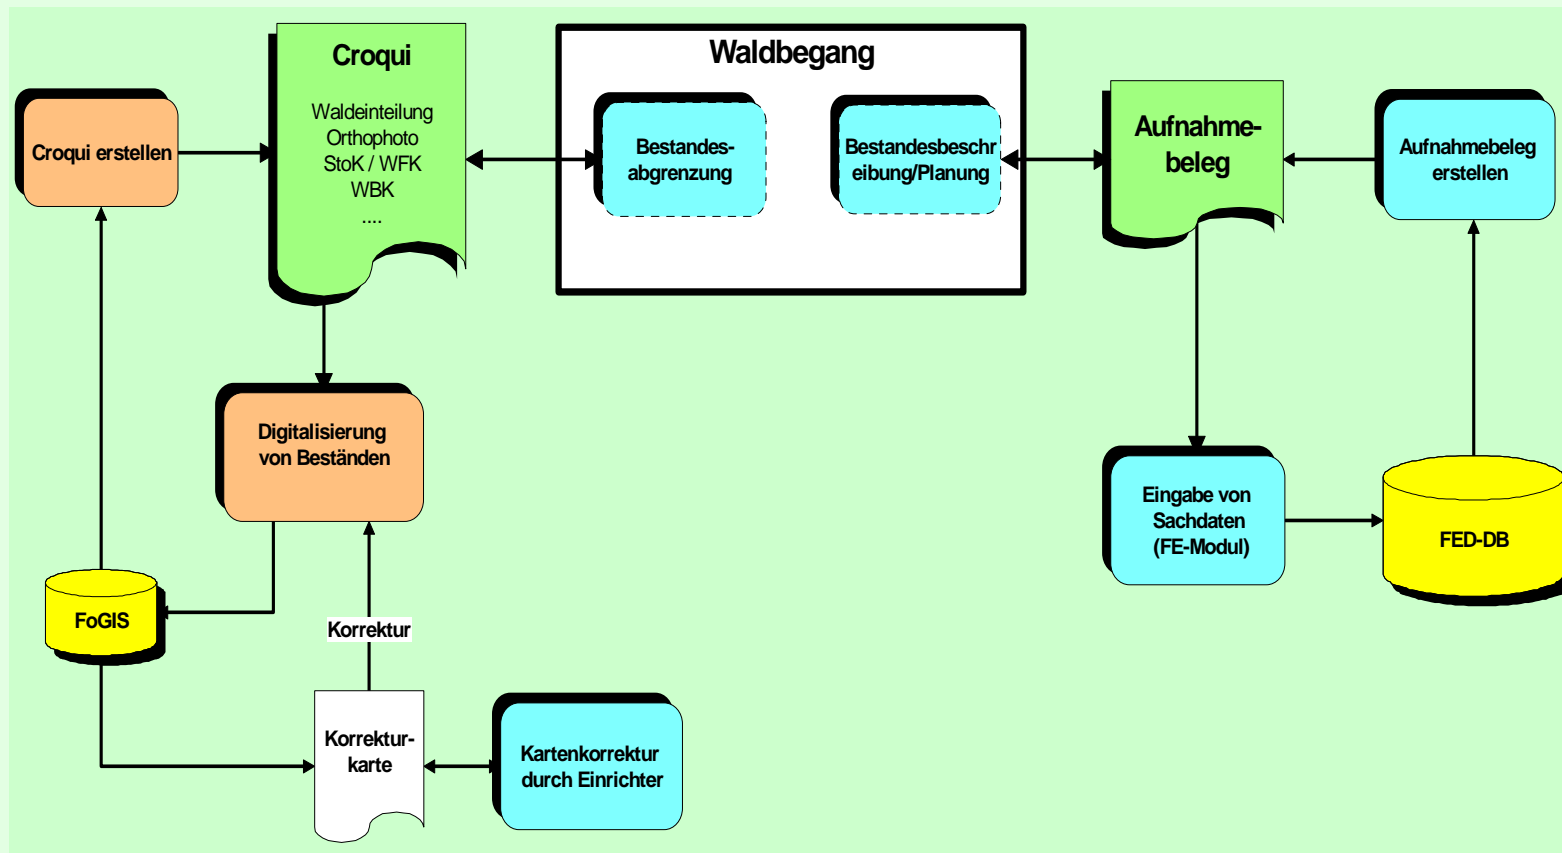 Croqui erstellen
Croqui
Waldeinteilung
Orthophoto
StoK / WFK
WBK
....
Waldbegang
Bestandes-
abgrenzung
Bestandesbeschr
eibung/Planung
Aufnahme-
beleg
Aufnahmebeleg
erstellen
Digitalisierung
von Beständen
Eingabe von
Sachdaten
(FE-Modul)
FED-DB
FoGIS
Korrektur
Korrektur-
karte
Kartenkorrektur
durch Einrichter